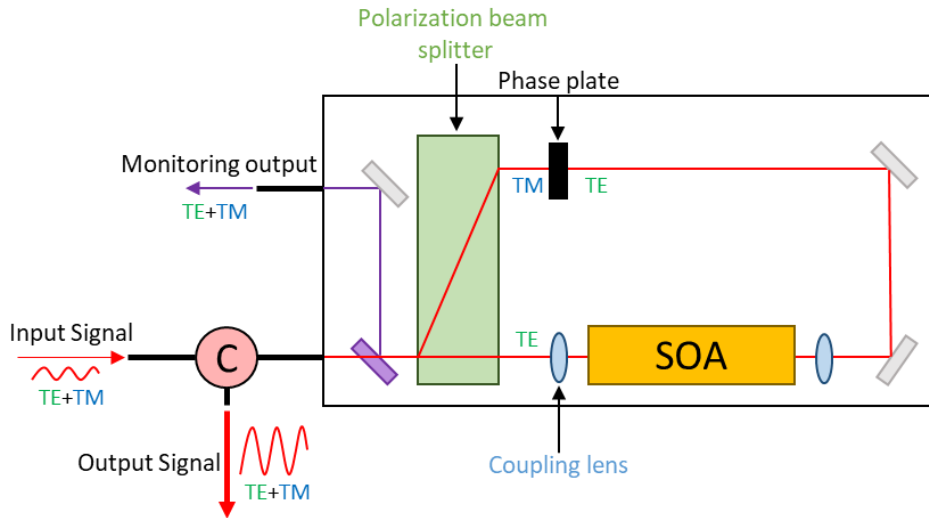 Polarization beam
splitter
Phase plate
Monitoring output
TE+TM
TM
TE
Input Signal
TE+TM
C
TE
SOA
Output Signal
TE+TM
Coupling lens